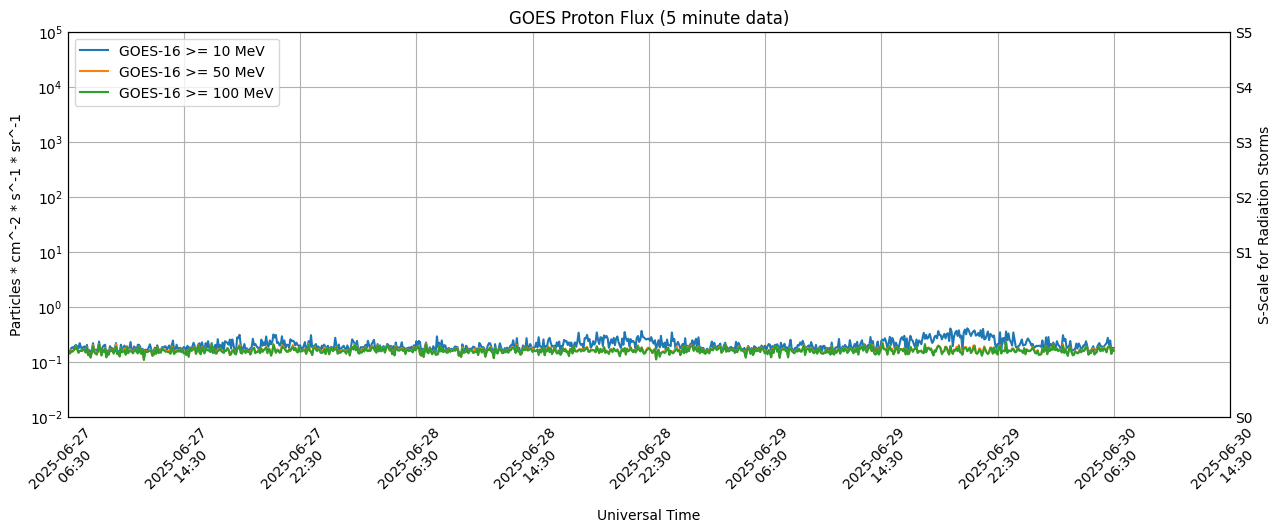 GOES Proton Flux (5 minute data)
GOES-16 >= 10 MeV
GOES-16 >= 50 MeV
GOES-16 >= 100 MeV
Particles * cm^-2 * s^-1 * sr^-1
10^5
10^4
10^3
10^2
10^1
10^0
10^-1
10^-2
S5
S4
S3
S2
S1
S0
S-Scale for Radiation Storms
2025-06-27
06:30
2025-06-27
14:30
2025-06-27
22:30
2025-06-28
06:30
2025-06-28
14:30
2025-06-28
22:30
2025-06-29
06:30
2025-06-29
14:30
2025-06-29
22:30
2025-06-30
06:30
2025-06-30
14:30
Universal Time